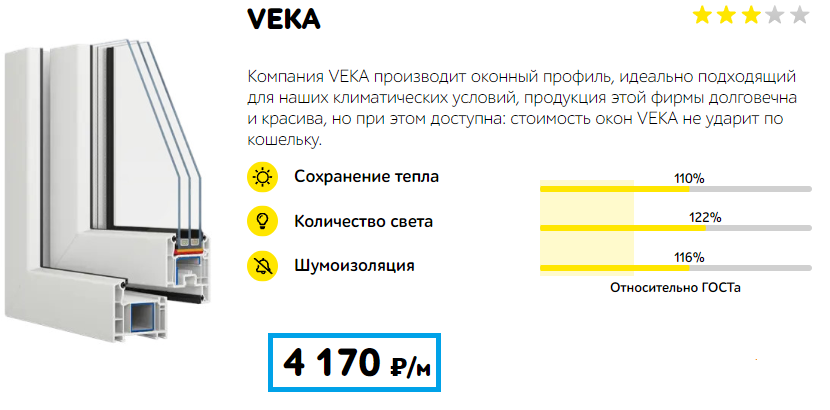 VEKA
Компания VEKA производит оконный профиль, идеально подходящий
для наших климатических условий, продукция этой фирмы долговечна
и красива, но при этом доступна: стоимость окон VEKA не ударит по
кошельку.
Сохранение тепла
110%
Количество света
122%
Шумоизоляция
116%
Относительно ГОСТа
4 170 ₽/м